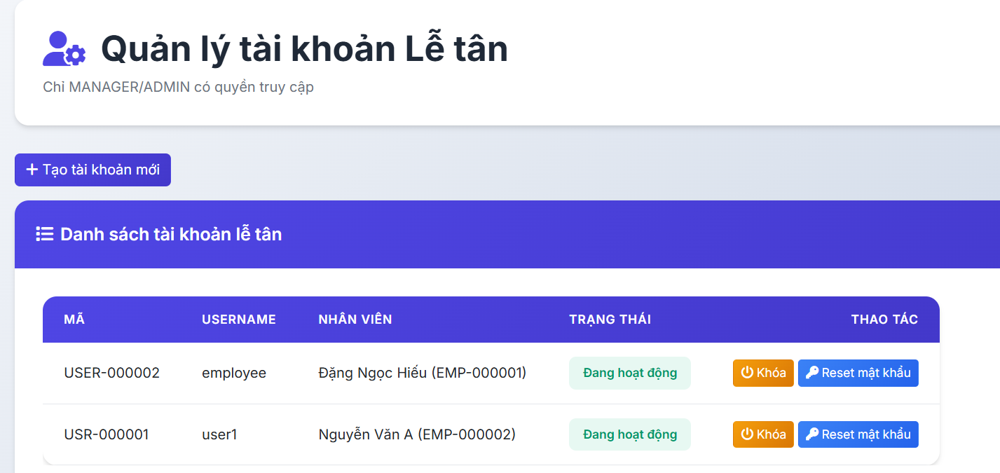 Quản lý tài khoản Lễ tân
Chỉ MANAGER/ADMIN có quyền truy cập
Tạo tài khoản mới
Danh sách tài khoản lễ tân
MÃ USERNAME NHÂN VIÊN TRẠNG THÁI THAO TÁC
USER-000002 employee Đặng Ngọc Hiếu (EMP-000001) Đang hoạt động Khóa Reset mật khẩu
USR-000001 user1 Nguyễn Văn A (EMP-000002) Đang hoạt động Khóa Reset mật khẩu